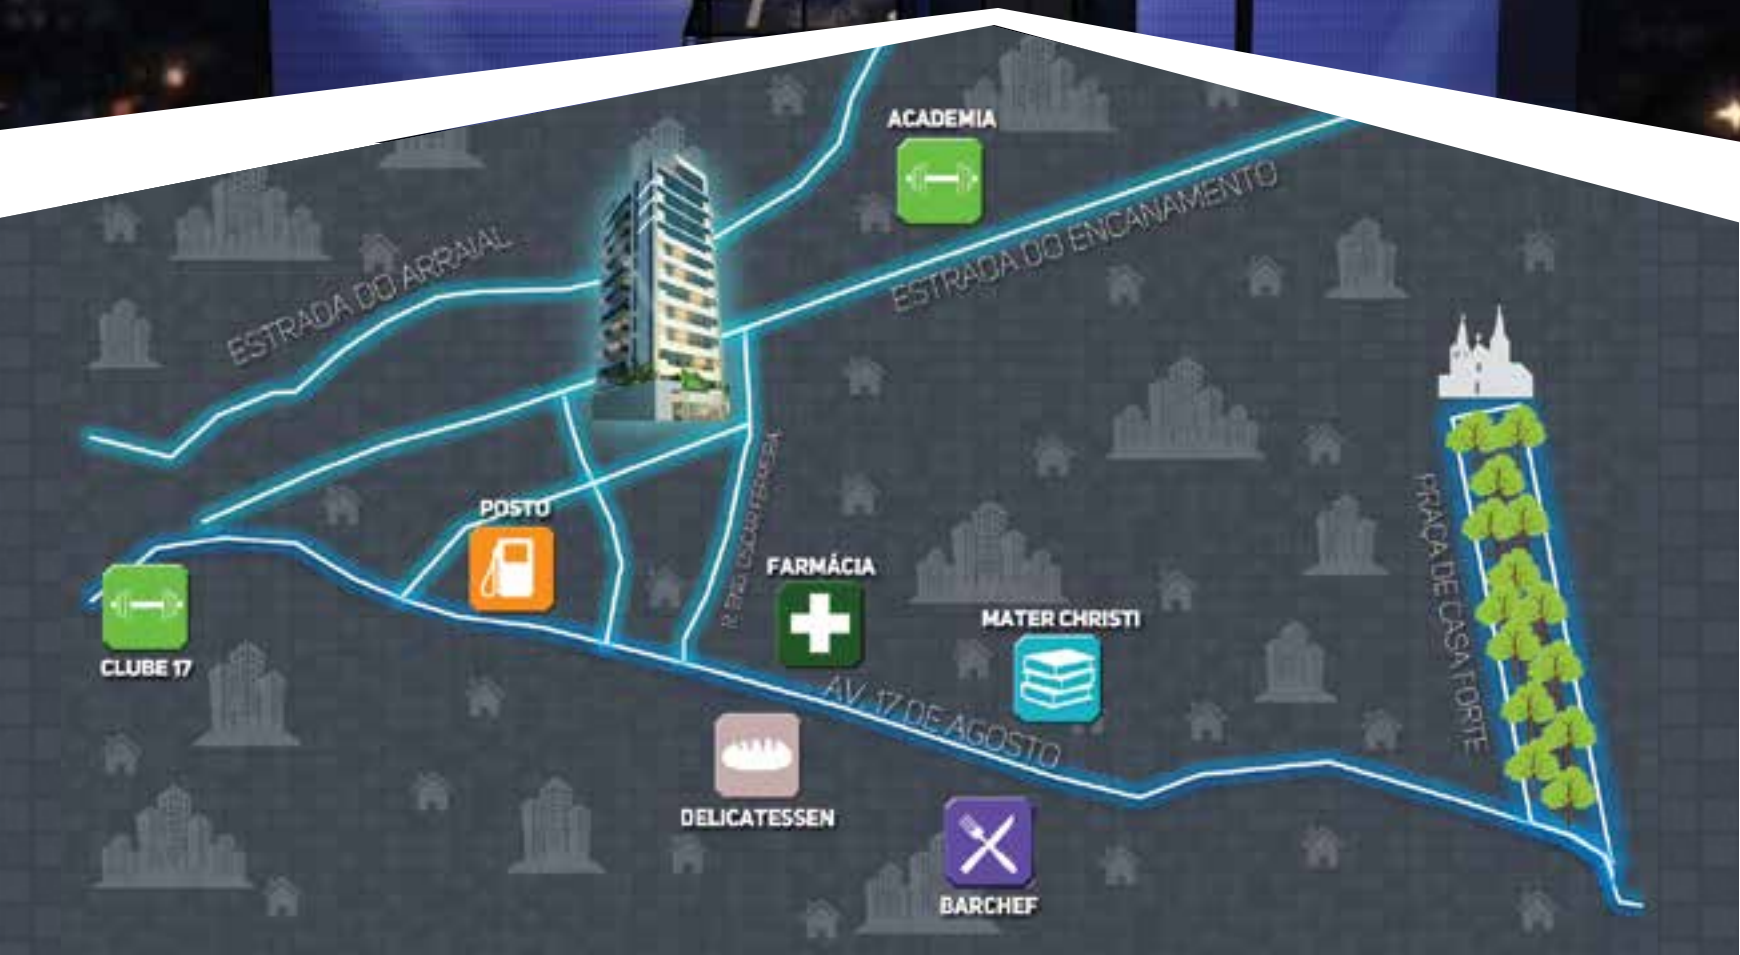 ACADEMIA
ESTRADA DO ENCANAMENTO
ESTRADA DO ARRAIAL
POSTO
FARMÁCIA
MATER CHRISTI
PRAÇA DE CASA FORTE
CLUBE 17
AV. 17 DE AGOSTO
DELICATESSEN
BARCHEF